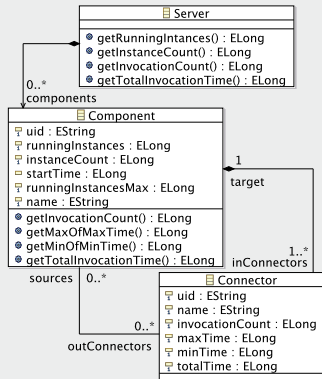 Server
getRunningIntances() : ELong
getInstanceCount() : ELong
getInvocationCount() : ELong
getTotalInvocationTime() : ELong
0..*
components
Component
uid : EString
runningInstances : ELong
instanceCount : ELong
startTime : ELong
runningInstancesMax : ELong
name : EString
getInvocationCount() : ELong
getMaxOfMaxTime() : ELong
getMinOfMinTime() : ELong
getTotalInvocationTime() : ELong
1
target
1..*
inConnectors
sources 0..*
0..*
outConnectors
Connector
uid : EString
name : EString
invocationCount : ELong
maxTime : ELong
minTime : ELong
totalTime : ELong